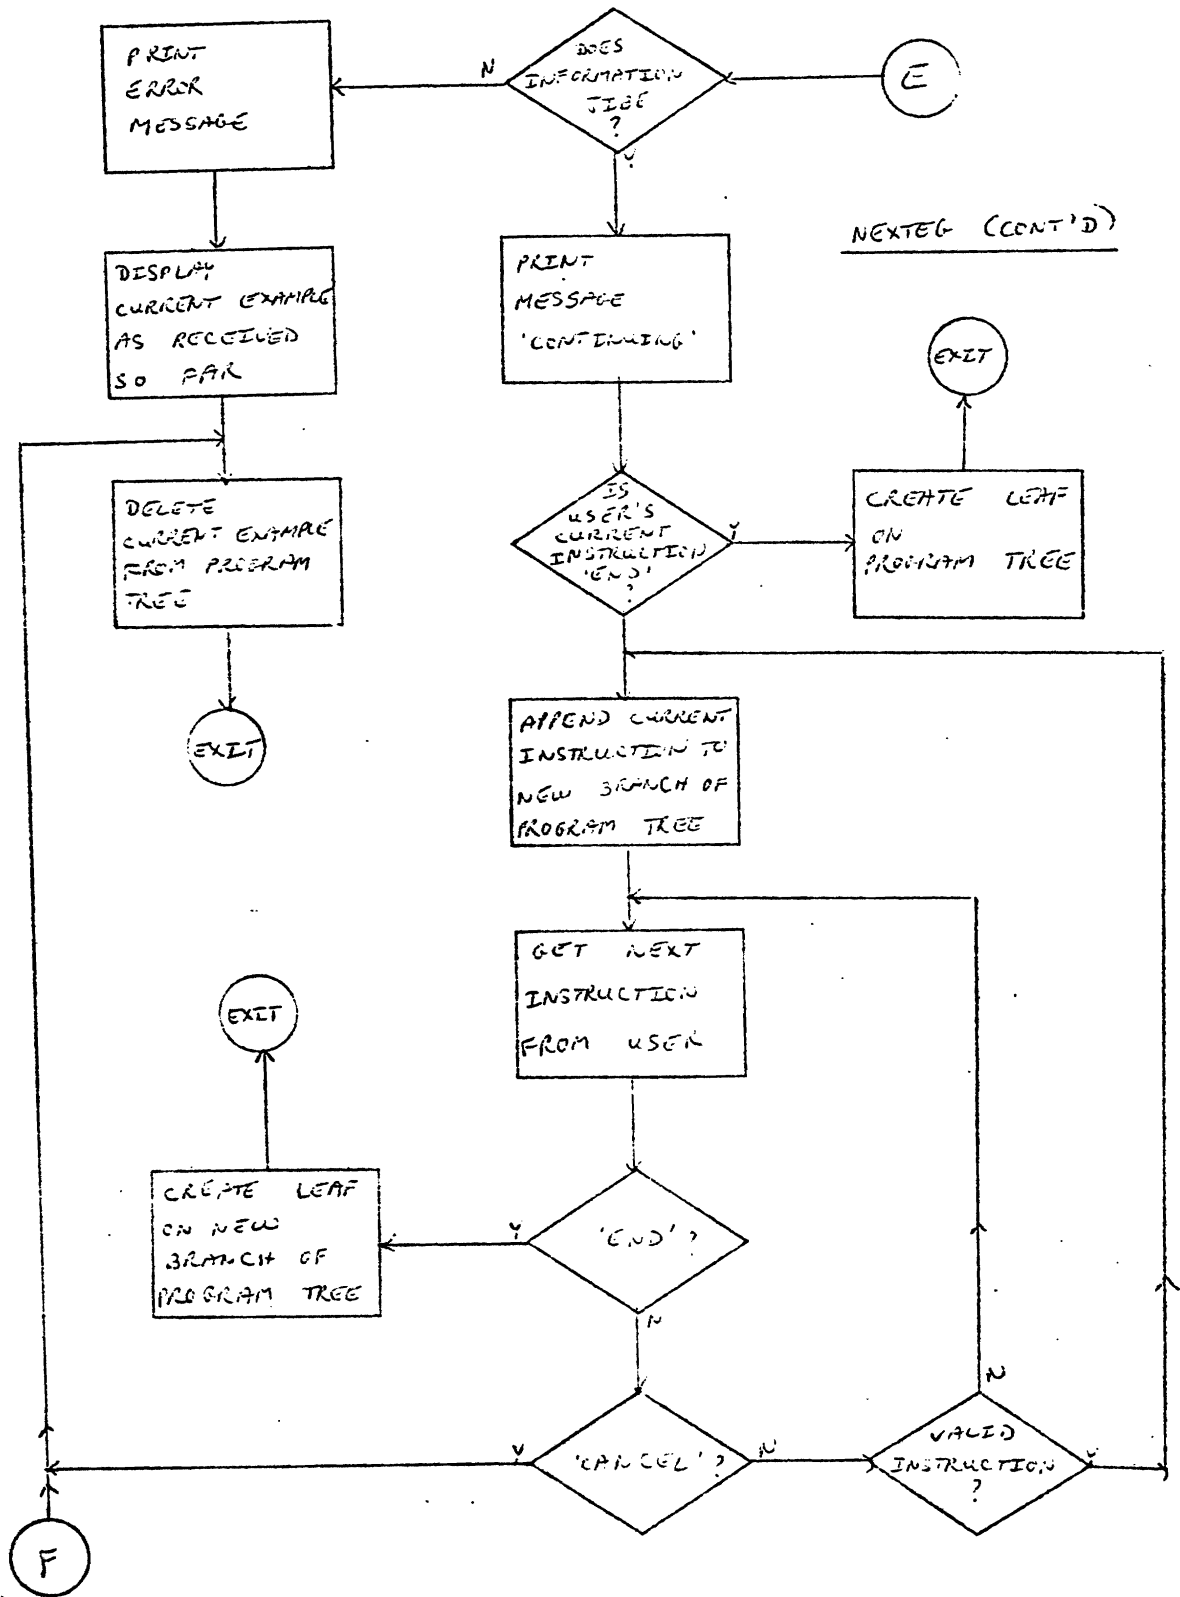 PRINT
ERROR
MESSAGE
N
DOES
INFORMATION
JIBE
?
Y
E
NEXTEG (CONT'D)
DISPLAY
CURRENT EXAMPLE
AS RECEIVED
SO FAR
PRINT
MESSAGE
'CONTINUING'
EXIT
DELETE
CURRENT EXAMPLE
FROM PROGRAM
TREE
IS
USER'S
CURRENT
INSTRUCTION
'END'
?
Y
CREATE LEAF
ON
PROGRAM TREE
EXIT
APPEND CURRENT
INSTRUCTION TO
NEW BRANCH OF
PROGRAM TREE
GET NEXT
INSTRUCTION
FROM USER
EXIT
CREATE LEAF
ON NEW
BRANCH OF
PROGRAM TREE
Y
'END' ?
N
Y
'CANCEL' ?
N
N
VALID
INSTRUCTION
?
Y
F